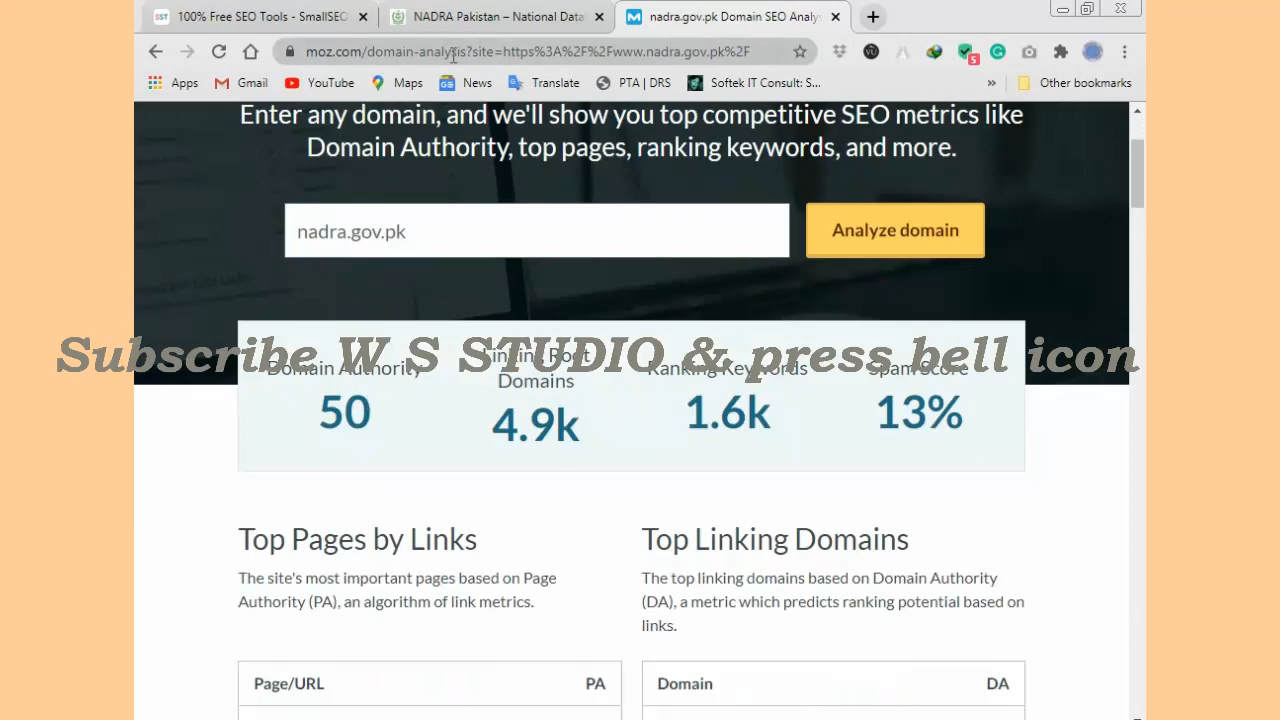 100% Free SEO Tools - SmallSEO
NADRA Pakistan – National Data
nadra.gov.pk Domain SEO Analys
moz.com/domain-analysis?site=https%3A%2F%2Fwww.nadra.gov.pk%2F
5
Apps
Gmail
YouTube
Maps
News
Translate
PTA | DRS
Softek IT Consult: S...
»
Other bookmarks
Enter any domain, and we'll show you top competitive SEO metrics like
Domain Authority, top pages, ranking keywords, and more.
nadra.gov.pk
Analyze domain
Subscribe W S STUDIO & press bell icon
Domain Authority
50
Linking Root
Domains
4.9k
Ranking Keywords
1.6k
Spam Score
13%
Top Pages by Links
The site's most important pages based on Page
Authority (PA), an algorithm of link metrics.
Page/URL PA
Top Linking Domains
The top linking domains based on Domain Authority
(DA), a metric which predicts ranking potential based on
links.
Domain DA